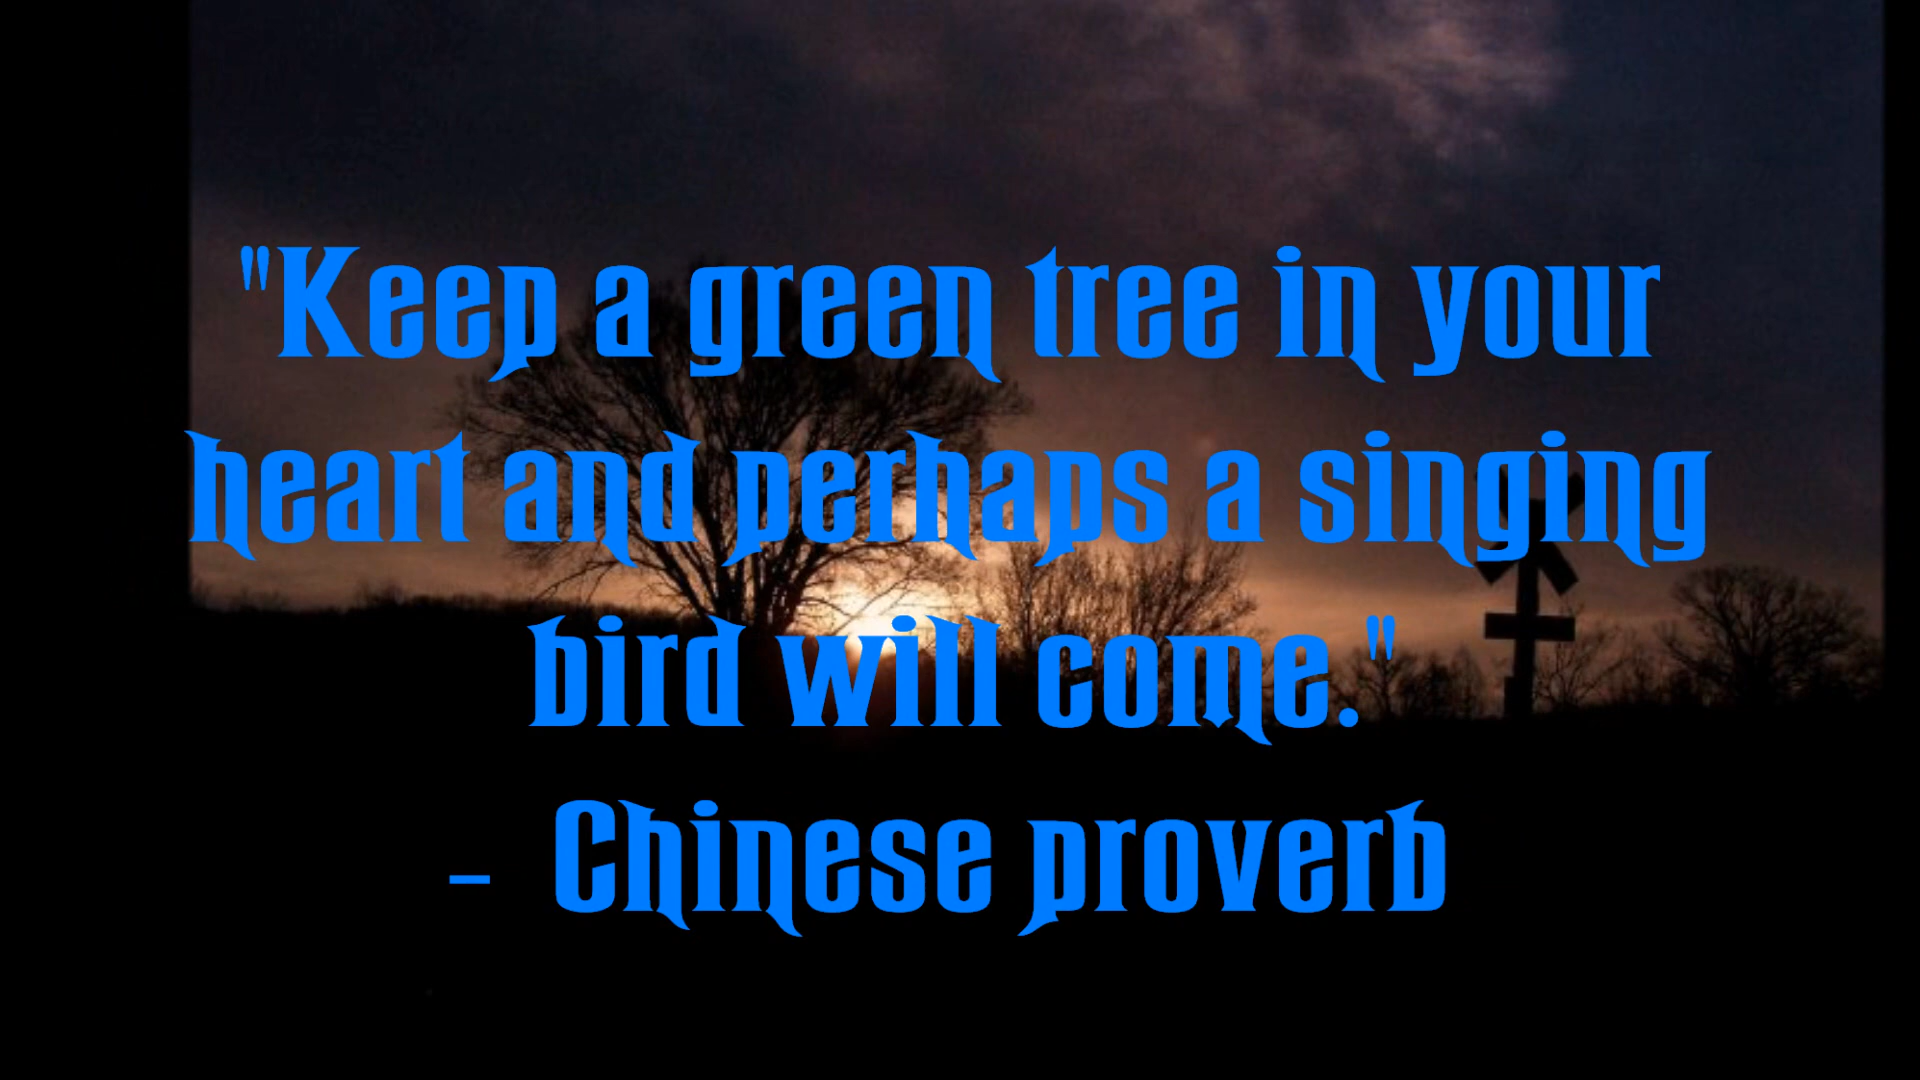 "Keep a green tree in your
heart and perhaps a singing
bird will come."
- Chinese proverb